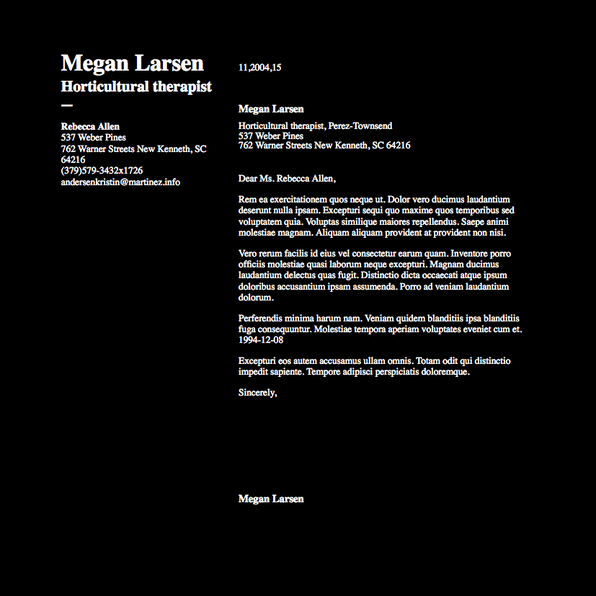 Megan Larsen
Horticultural therapist
—
Rebecca Allen
537 Weber Pines
762 Warner Streets New Kenneth, SC
64216
(379)579-3432x1726
andersenkristin@martinez.info
11,2004,15
Megan Larsen
Horticultural therapist, Perez-Townsend
537 Weber Pines
762 Warner Streets New Kenneth, SC 64216
Dear Ms. Rebecca Allen,
Rem ea exercitationem quos neque ut. Dolor vero ducimus laudantium
deserunt nulla ipsam. Excepturi sequi quo maxime quos temporibus sed
voluptatem quia. Voluptas similique maiores repellendus. Saepe animi
molestiae magnam. Aliquam aliquam provident at provident non nisi.
Vero rerum facilis id eius vel consectetur earum quam. Inventore porro
officiis molestiae quasi laborum neque excepturi. Magnam ducimus
laudantium delectus quas fugit. Distinctio dicta occaecati atque ipsum
doloribus accusantium ipsam assumenda. Porro ad veniam laudantium
dolorum.
Perferendis minima harum nam. Veniam quidem blanditiis ipsa blanditiis
fuga consequuntur. Molestiae tempora aperiam voluptates eveniet cum et.
1994-12-08
Excepturi eos autem accusamus ullam omnis. Totam odit qui distinctio
impedit sapiente. Tempore adipisci perspiciatis doloremque.
Sincerely,
Megan Larsen